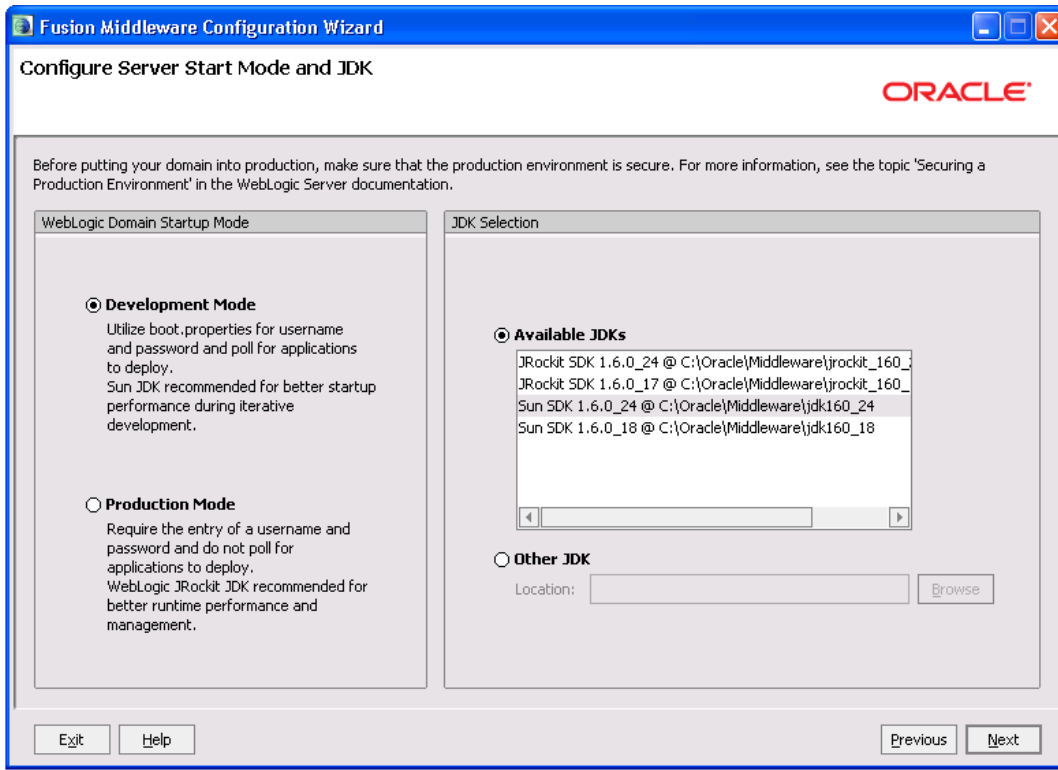 Fusion Middleware Configuration Wizard
Configure Server Start Mode and JDK
ORACLE
Before putting your domain into production, make sure that the production environment is secure. For more information, see the topic 'Securing a
Production Environment' in the WebLogic Server documentation.
WebLogic Domain Startup Mode
Development Mode
Utilize boot.properties for username
and password and poll for applications
to deploy.
Sun JDK recommended for better startup
performance during iterative
development.
Production Mode
Require the entry of a username and
password and do not poll for
applications to deploy.
WebLogic JRockit JDK recommended for
better runtime performance and
management.
JDK Selection
Available JDKs
JRockit SDK 1.6.0_24 @ C:\Oracle\Middleware\jrockit_160_
JRockit SDK 1.6.0_17 @ C:\Oracle\Middleware\jrockit_160_
Sun SDK 1.6.0_24 @ C:\Oracle\Middleware\jdk160_24
Sun SDK 1.6.0_18 @ C:\Oracle\Middleware\jdk160_18
Other JDK
Location:
Browse
Exit
Help
Previous
Next